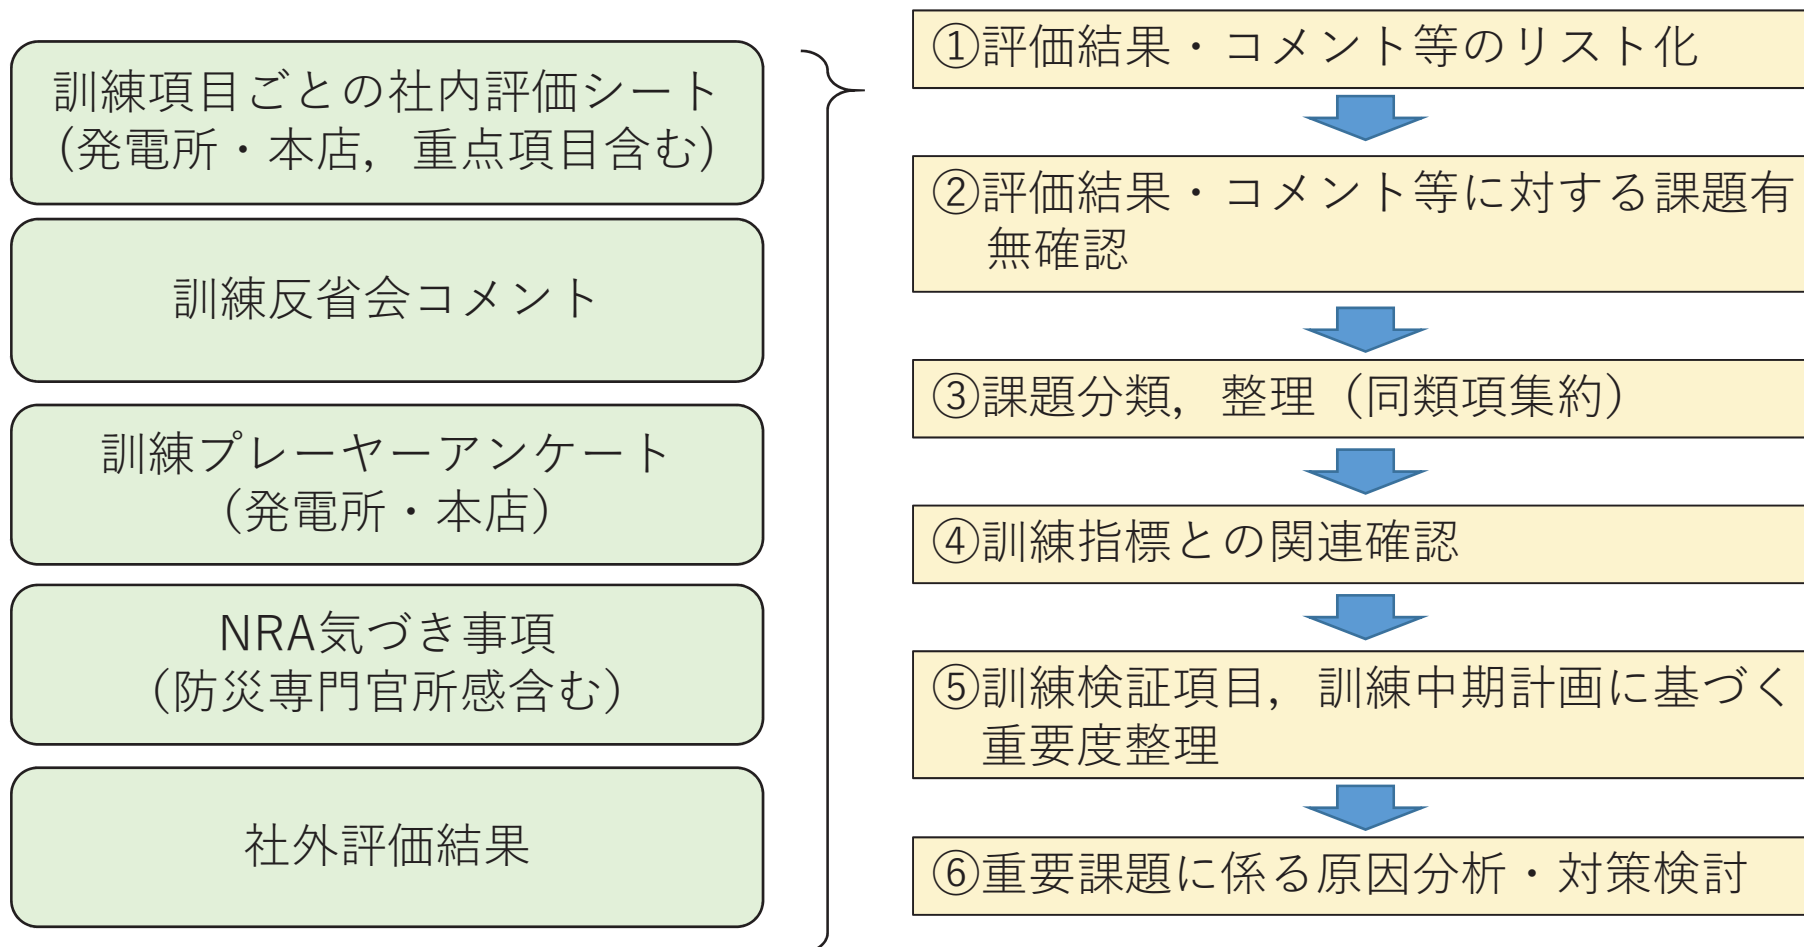 訓練項目ごとの社内評価シート
（発電所・本店，重点項目含む）
訓練反省会コメント
訓練プレーヤーアンケート
（発電所・本店）
NRA気づき事項
（防災専門官所感含む）
社外評価結果
①評価結果・コメント等のリスト化
②評価結果・コメント等に対する課題有
無確認
③課題分類，整理（同類項集約）
④訓練指標との関連確認
⑤訓練検証項目，訓練中期計画に基づく
重要度整理
⑥重要課題に係る原因分析・対策検討